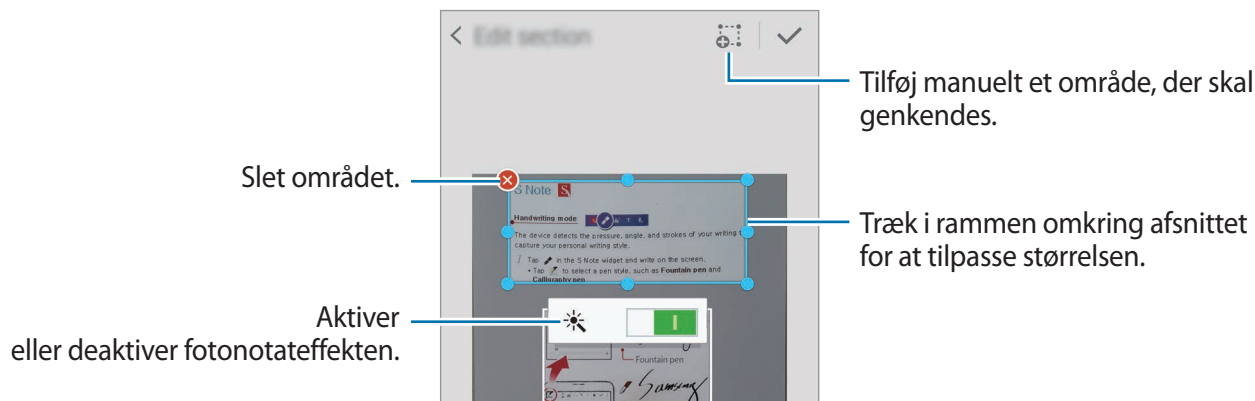 Edit section
Tilføj manuelt et område, der skal
genkendes.
Slet området.
S Note
Handwriting mode
The device detects the pressure, angle, and strokes of your writing
capture your personal writing style.
Tap in the S Note widget and write on the screen.
• Tap to select a pen style, such as Fountain pen and
Calligraphy pen
Træk i rammen omkring afsnittet
for at tilpasse størrelsen.
Aktiver
eller deaktiver fotonotateffekten.
Fountain pen
Samsung